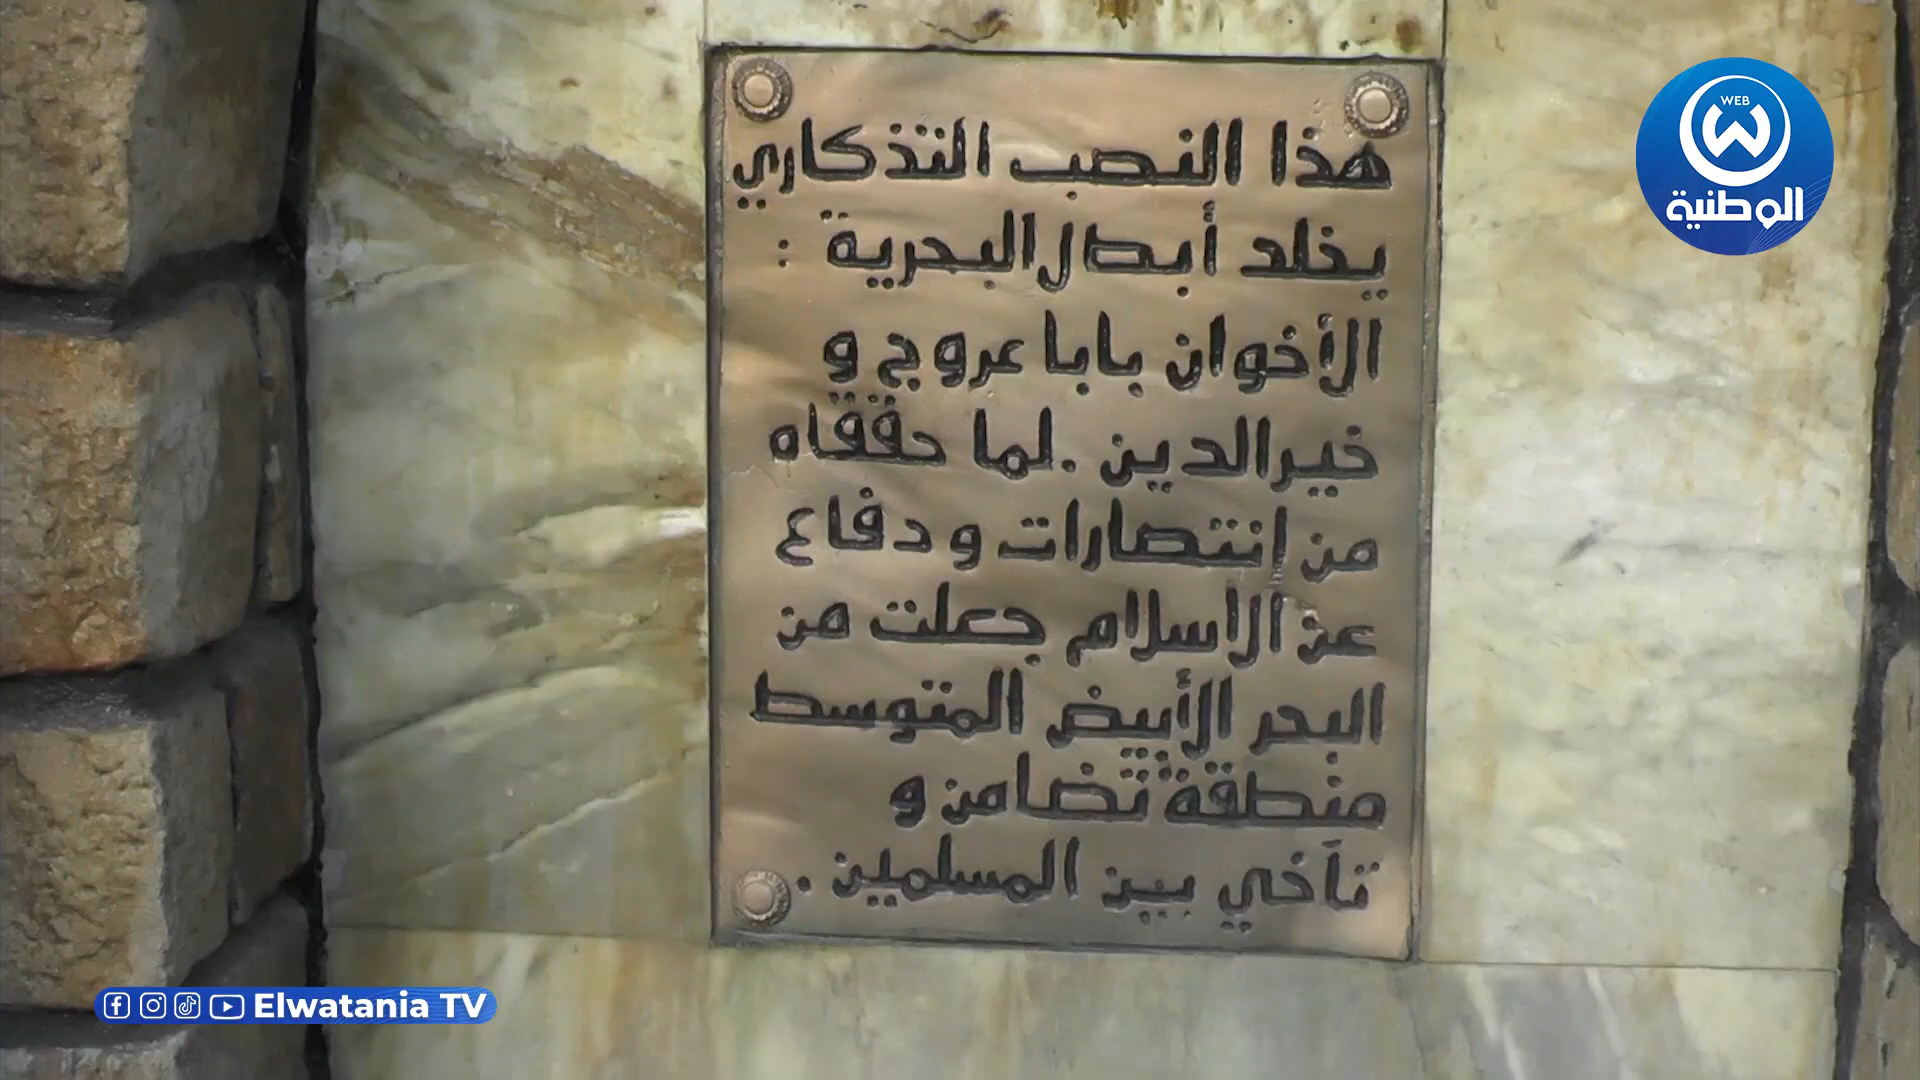 هذا النصب التذكاري
يخلد أبطال البحرية :
الأخوان بابا عروج و
خير الدين . لما حققاه
من إنتصارات و دفاع
عن الاسلام جعلت من
البحر الأبيض المتوسط
منطقة تضامن و
تآخي بين المسلمين .
WEB
الوطنية
Elwatania TV